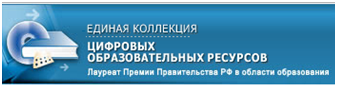 ЕДИНАЯ КОЛЛЕКЦИЯ
ЦИФРОВЫХ
ОБРАЗОВАТЕЛЬНЫХ РЕСУРСОВ
Лауреат Премии Правительства РФ в области образования